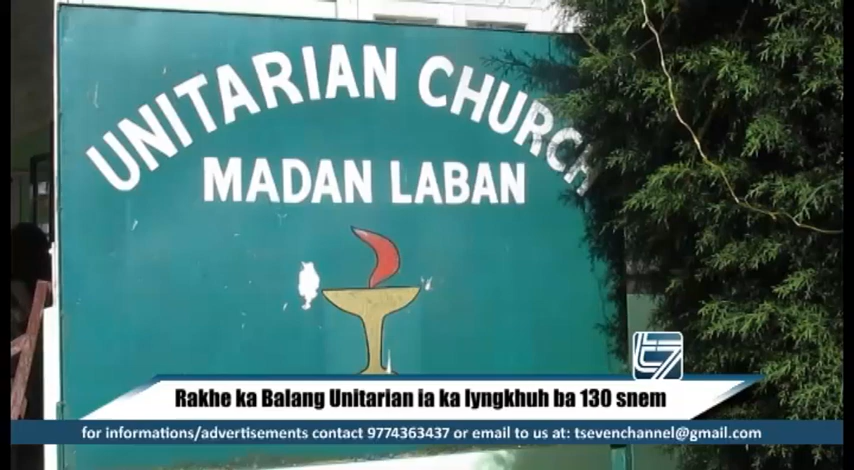 UNITARIAN CHURCH
MADAN LABAN
T7
Rakhe ka Balang Unitarian ia ka lyngkhuh ba 130 snem
for informations/advertisements contact 9774363437 or email to us at: tsevenchannel@gmail.com